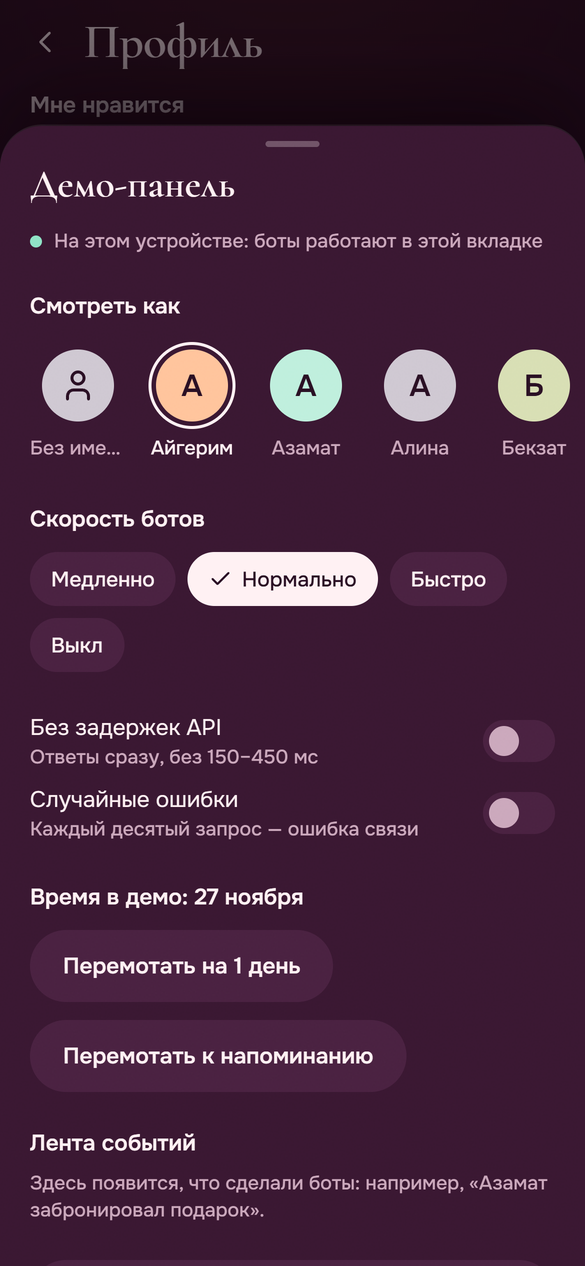 Профиль
Мне нравится
Демо-панель
На этом устройстве: боты работают в этой вкладке
Смотреть как
А А А Б
Без име... Айгерим Азамат Алина Бекзат
Скорость ботов
Медленно Нормально Быстро
Выкл
Без задержек API
Ответы сразу, без 150–450 мс
Случайные ошибки
Каждый десятый запрос — ошибка связи
Время в демо: 27 ноября
Перемотать на 1 день
Перемотать к напоминанию
Лента событий
Здесь появится, что сделали боты: например, «Азамат
забронировал подарок».